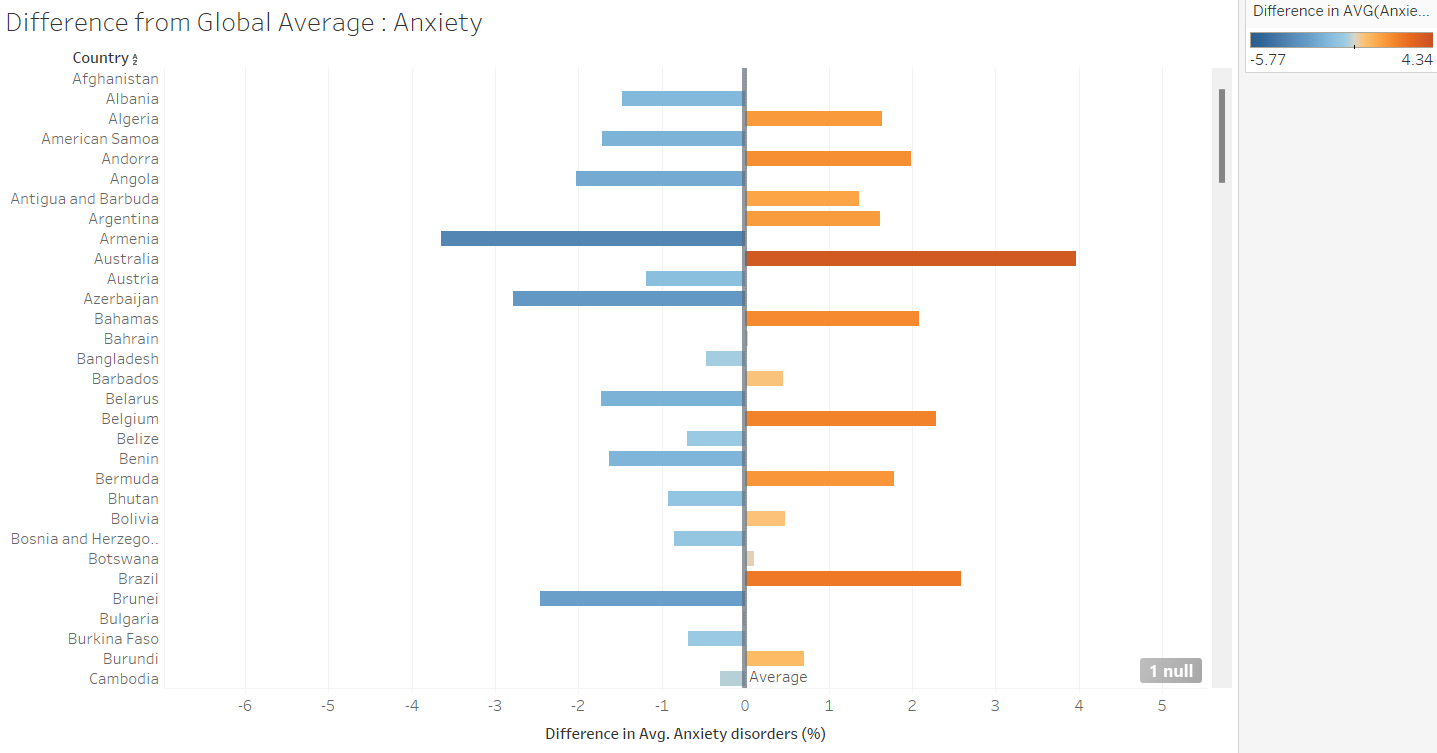 Difference from Global Average : Anxiety
Difference in AVG(Anxie...
-5.77 4.34
Country
Afghanistan
Albania
Algeria
American Samoa
Andorra
Angola
Antigua and Barbuda
Argentina
Armenia
Australia
Austria
Azerbaijan
Bahamas
Bahrain
Bangladesh
Barbados
Belarus
Belgium
Belize
Benin
Bermuda
Bhutan
Bolivia
Bosnia and Herzego..
Botswana
Brazil
Brunei
Bulgaria
Burkina Faso
Burundi
Cambodia
Average
1 null
-6 -5 -4 -3 -2 -1 0 1 2 3 4 5
Difference in Avg. Anxiety disorders (%)